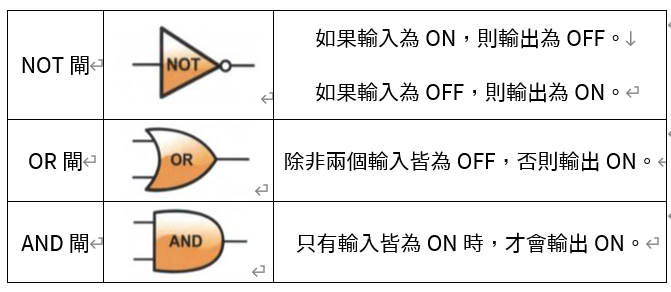 NOT 閘
NOT
如果輸入為 ON，則輸出為 OFF。
如果輸入為 OFF，則輸出為 ON。
OR 閘
OR
除非兩個輸入皆為 OFF，否則輸出 ON。
AND 閘
AND
只有輸入皆為 ON 時，才會輸出 ON。